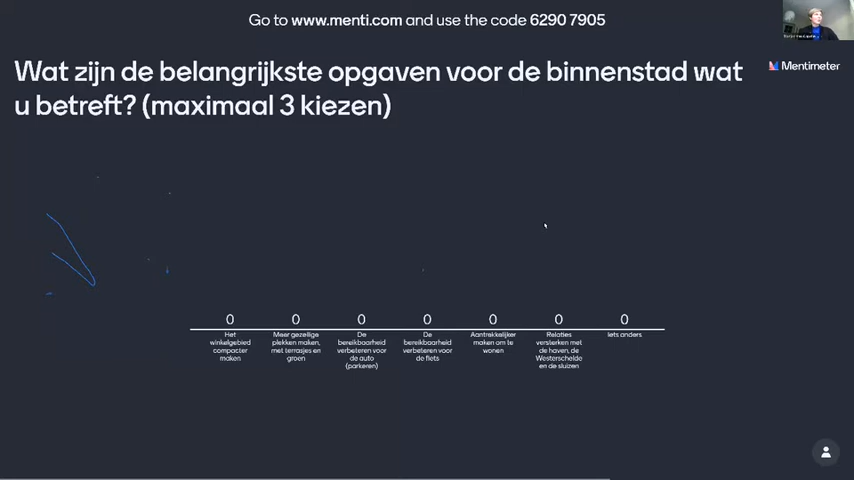 Go to www.menti.com and use the code 6290 7905
Mentimeter
Wat zijn de belangrijkste opgaven voor de binnenstad wat
u betreft? (maximaal 3 kiezen)
0 0 0 0 0 0 0
Het
winkelgebied
compacter
maken
Meer gezellige
plekken maken,
met terrasjes en
groen
De
bereikbaarheid
verbeteren voor
de auto
(parkeren)
De
bereikbaarheid
verbeteren voor
de fiets
Aantrekkelijker
maken om te
wonen
Relaties
versterken met
de haven, de
Westerschelde
en de sluizen
Iets anders